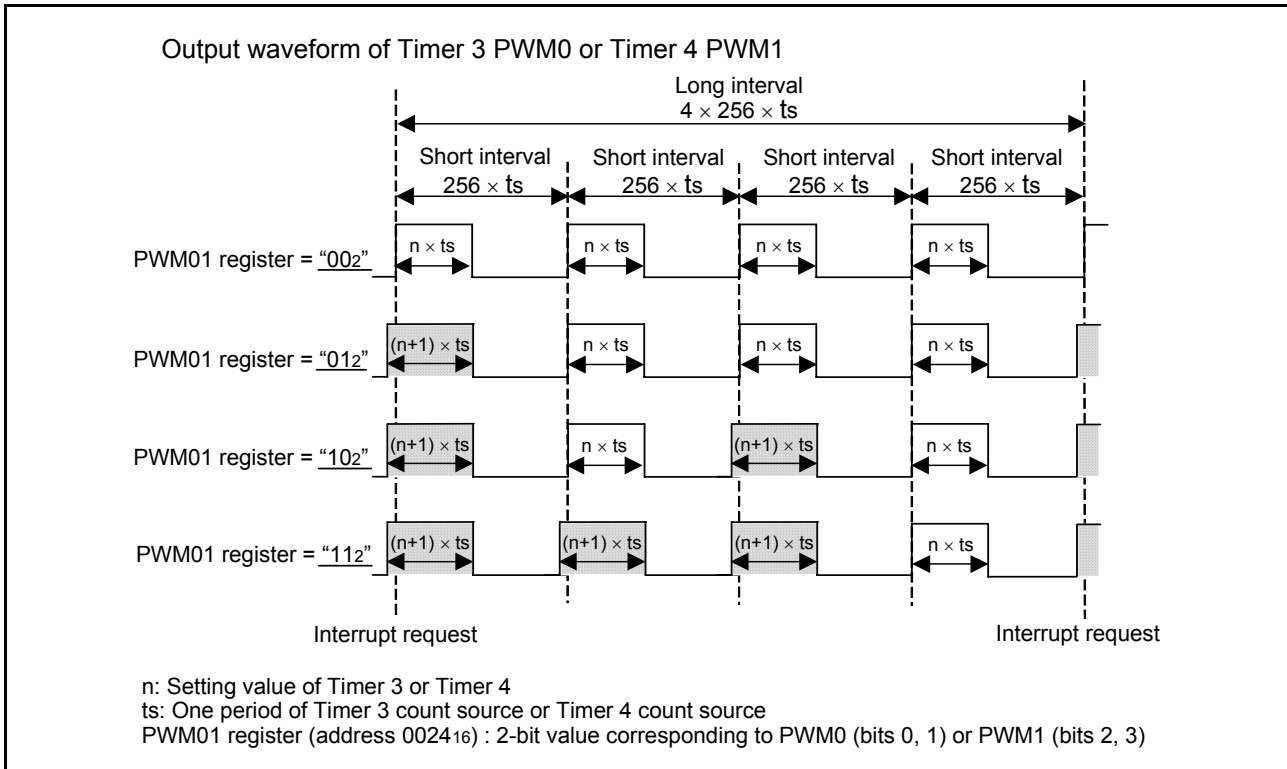 Output waveform of Timer 3 PWM0 or Timer 4 PWM1
Long interval
4 × 256 × ts
Short interval Short interval Short interval Short interval
256 × ts 256 × ts 256 × ts 256 × ts
PWM01 register = “002” n × ts n × ts n × ts n × ts
PWM01 register = “012” (n+1) × ts n × ts n × ts n × ts
PWM01 register = “102” (n+1) × ts n × ts (n+1) × ts n × ts
PWM01 register = “112” (n+1) × ts (n+1) × ts (n+1) × ts n × ts
Interrupt request Interrupt request
n: Setting value of Timer 3 or Timer 4
ts: One period of Timer 3 count source or Timer 4 count source
PWM01 register (address 002416) : 2-bit value corresponding to PWM0 (bits 0, 1) or PWM1 (bits 2, 3)